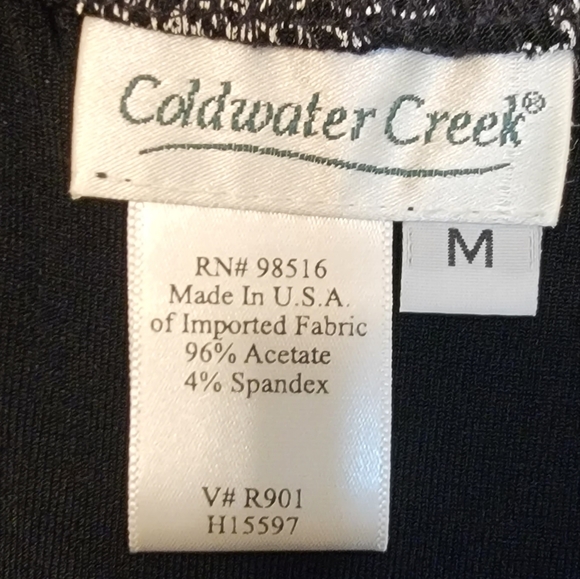 Coldwater Creek®
M
RN# 98516
Made In U.S.A.
of Imported Fabric
96% Acetate
4% Spandex
V# R901
H15597